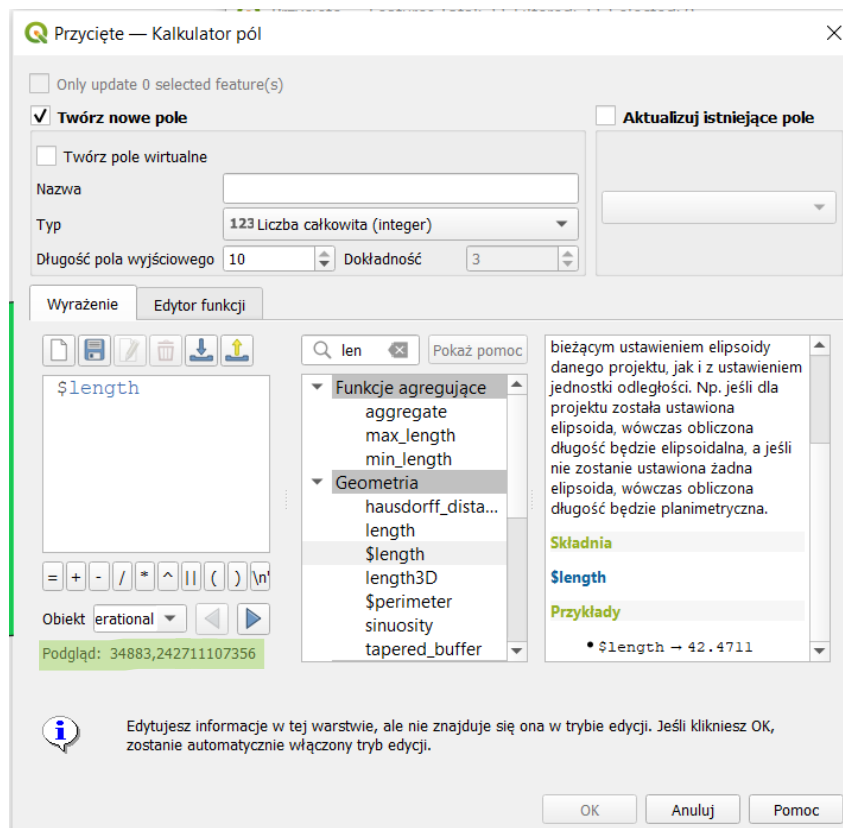 Przycięte — Kalkulator pól
Only update 0 selected feature(s)
Twórz nowe pole
Aktualizuj istniejące pole
Twórz pole wirtualne
Nazwa
Typ
123 Liczba całkowita (integer)
Długość pola wyjściowego
10
Dokładność
3
Wyrażenie
Edytor funkcji
len
Pokaż pomoc
$length
= + - / * ^ || ( ) \n'
Obiekt
erational
Podgląd: 34883,242711107356
Funkcje agregujące
aggregate
max_length
min_length
Geometria
hausdorff_dista...
length
$length
length3D
$perimeter
sinuosity
tapered_buffer
bieżącym ustawieniem elipsoidy
danego projektu, jak i z ustawieniem
jednostki odległości. Np. jeśli dla
projektu została ustawiona
elipsoida, wówczas obliczona
długość będzie elipsoidalna, a jeśli
nie zostanie ustawiona żadna
elipsoida, wówczas obliczona
długość będzie planimetryczna.
Składnia
$length
Przykłady
• $length → 42.4711
Edytujesz informacje w tej warstwie, ale nie znajduje się ona w trybie edycji. Jeśli klikniesz OK,
zostanie automatycznie włączony tryb edycji.
OK
Anuluj
Pomoc